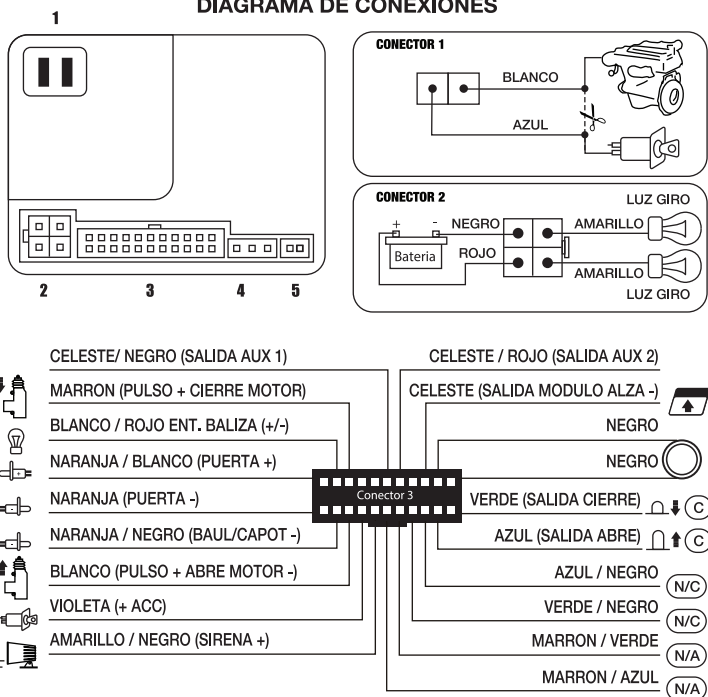 DIAGRAMA DE CONEXIONES
1
2
3
4
5
CONECTOR 1
BLANCO
AZUL
CONECTOR 2
LUZ GIRO
+ - NEGRO AMARILLO
Bateria ROJO
AMARILLO
LUZ GIRO
CELESTE/ NEGRO (SALIDA AUX 1)
MARRON (PULSO + CIERRE MOTOR)
BLANCO / ROJO ENT. BALIZA (+/-)
NARANJA / BLANCO (PUERTA +)
NARANJA (PUERTA -)
NARANJA / NEGRO (BAUL/CAPOT -)
BLANCO (PULSO + ABRE MOTOR -)
VIOLETA (+ ACC)
AMARILLO / NEGRO (SIRENA +)
Conector 3
CELESTE / ROJO (SALIDA AUX 2)
CELESTE (SALIDA MODULO ALZA -)
NEGRO
NEGRO
VERDE (SALIDA CIERRE) C
AZUL (SALIDA ABRE) C
AZUL / NEGRO N/C
VERDE / NEGRO N/C
MARRON / VERDE N/A
MARRON / AZUL N/A